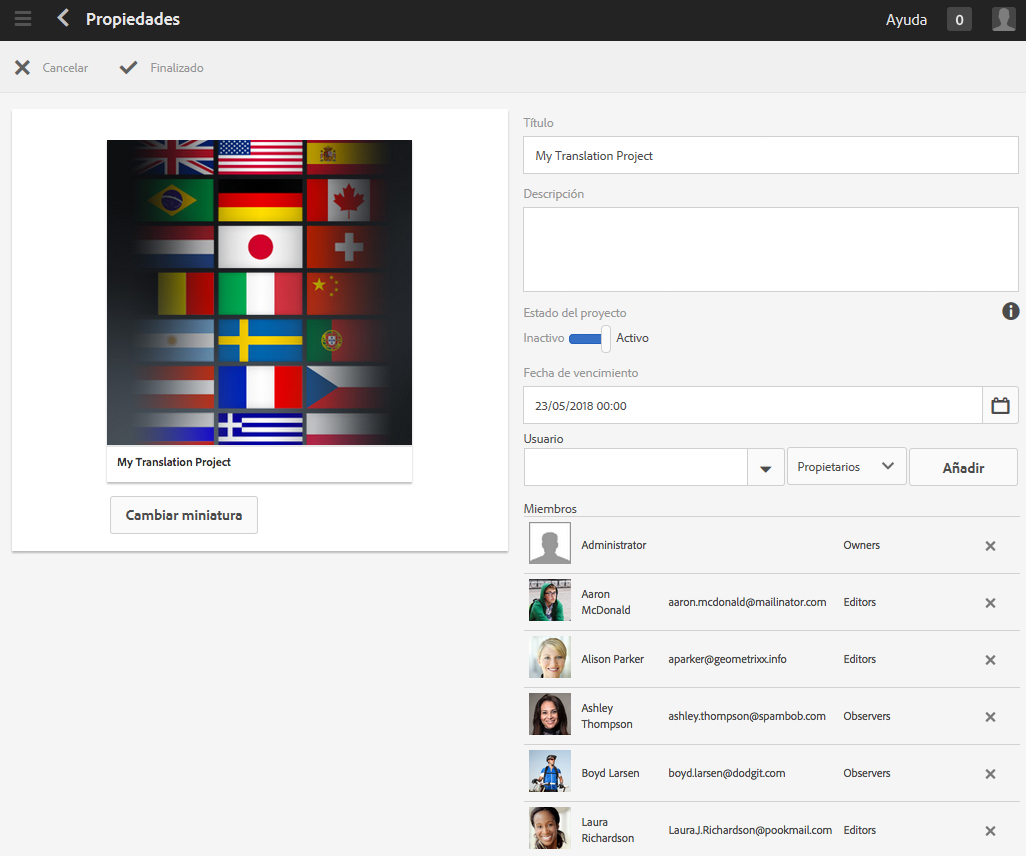 Propiedades
Ayuda
0
Cancelar
Finalizado
My Translation Project
Cambiar miniatura
Título
My Translation Project
Descripción
Estado del proyecto
Inactivo
Activo
Fecha de vencimiento
23/05/2018 00:00
Usuario
Propietarios
Añadir
Miembros
Administrator Owners
Aaron
McDonald aaron.mcdonald@mailinator.com Editors
Alison Parker aparker@geometrixx.info Editors
Ashley
Thompson ashley.thompson@spambob.com Observers
Boyd Larsen boyd.larsen@dodgit.com Observers
Laura
Richardson LauraJ.Richardson@pookmail.com Editors